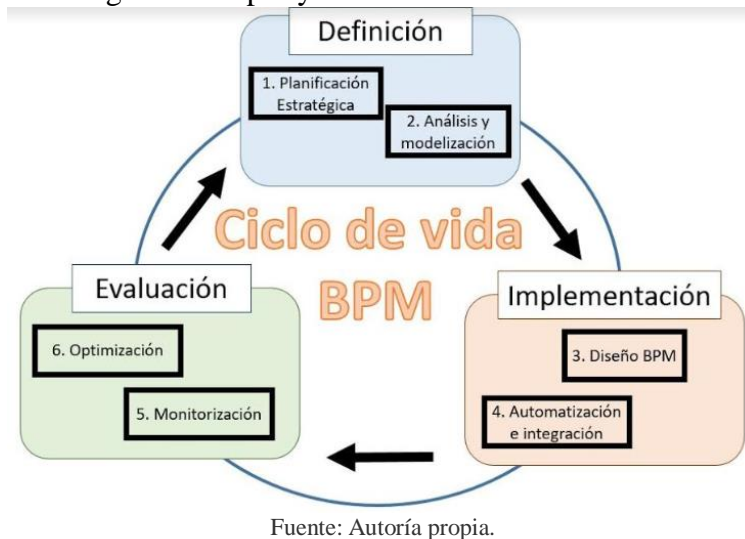 Definición
1. Planificación
Estratégica
2. Análisis y
modelización
Ciclo de vida
BPM
Evaluación
Implementación
6. Optimización
3. Diseño BPM
5. Monitorización
4. Automatización
e integración
Fuente: Autoría propia.